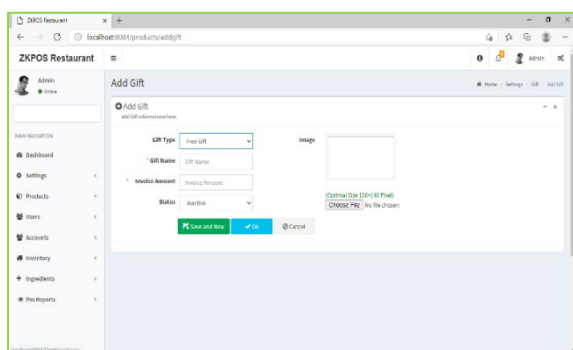 ZKPOS Restaurant
localhost:8084/products/addgift
ZKPOS Restaurant
Admin
Admin
Online
Add Gift
Home > Settings > Gift > Add Gift
Add Gift
Add Gift informations here.
MAIN NAVIGATION
Dashboard
Settings
Products
Users
Accounts
Inventory
Ingredients
Pos Reports
Gift Type
Free Gift
Image
* Gift Name
Gift Name
* Invoice Amount
Invoice Amount
(Optimal Size 120×140 Pixel)
Status
Inactive
Choose File No file chosen
Save and New
Ok
Cancel